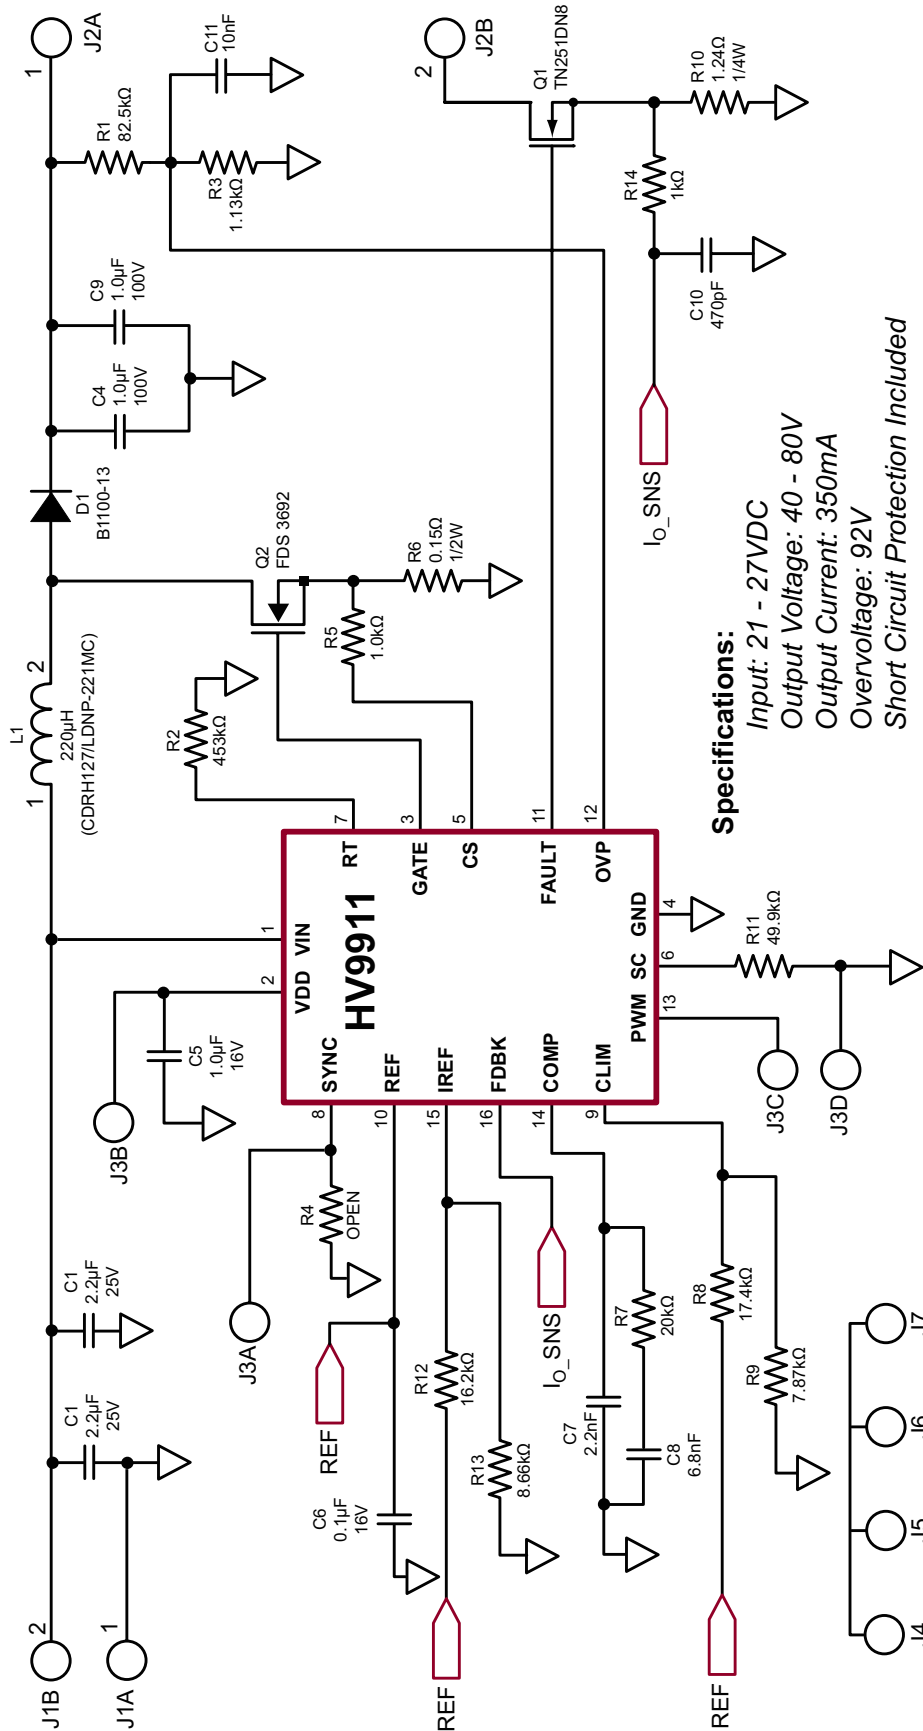 J1B
2
J1A
1
C1
2.2µF
25V
C1
2.2µF
25V
J3B
C5
1.0µF
16V
1
L1
2
220µH
(CDRH127/LDNP-221MC)
D1
B1100-13
C4
1.0µF
100V
C9
1.0µF
100V
R1
82.5kΩ
R3
1.13kΩ
C11
10nF
1
J2A
J3A
R4
OPEN
REF
C6
0.1µF
16V
REF
R12
16.2kΩ
R13
8.66kΩ
IO_SNS
C7
2.2nF
R7
20kΩ
C8
6.8nF
REF
R8
17.4kΩ
R9
7.87kΩ
J4
J5
J6
J7
HV9911
2
VDD
1
VIN
8
SYNC
10
REF
15
IREF
16
FDBK
14
COMP
9
CLIM
7
RT
3
GATE
5
CS
11
FAULT
12
OVP
PWM
13
SC
6
GND
4
J3C
J3D
R11
49.9kΩ
R2
453kΩ
Q2
FDS 3692
R5
1.0kΩ
R6
0.15Ω
1/2W
2
J2B
Q1
TN251DN8
R14
1kΩ
R10
1.24Ω
1/4W
C10
470pF
IO_SNS
Specifications:
Input: 21 - 27VDC
Output Voltage: 40 - 80V
Output Current: 350mA
Overvoltage: 92V
Short Circuit Protection Included